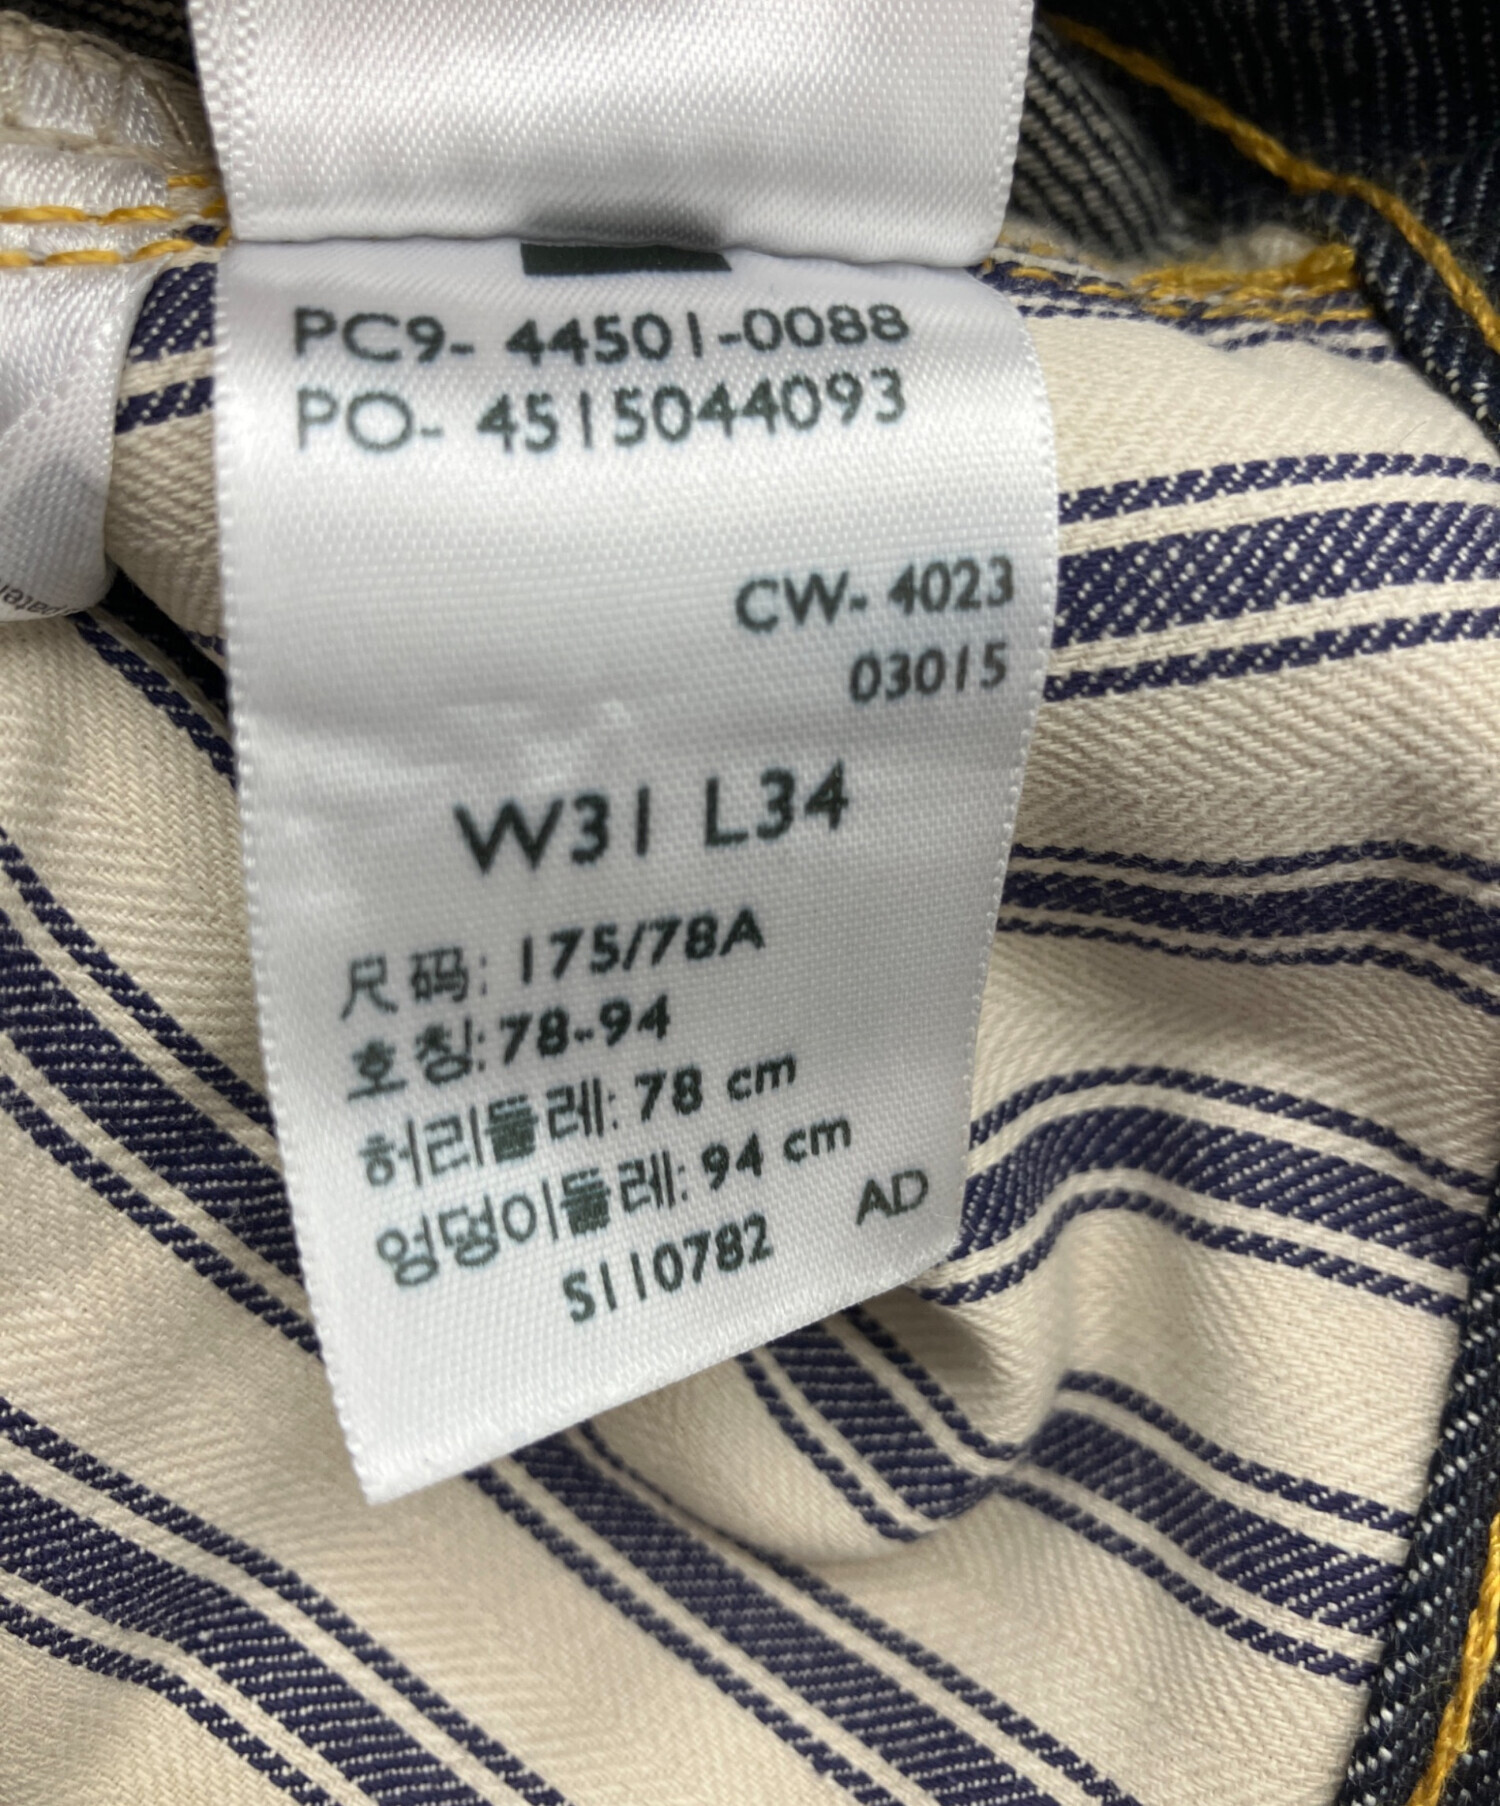 PC9- 44501-0088
PO- 4515044093
CW- 4023
03015
W31 L34
尺码: 175/78A
호칭: 78-94
허리둘레: 78 cm
엉덩이둘레: 94 cm
AD
S110782